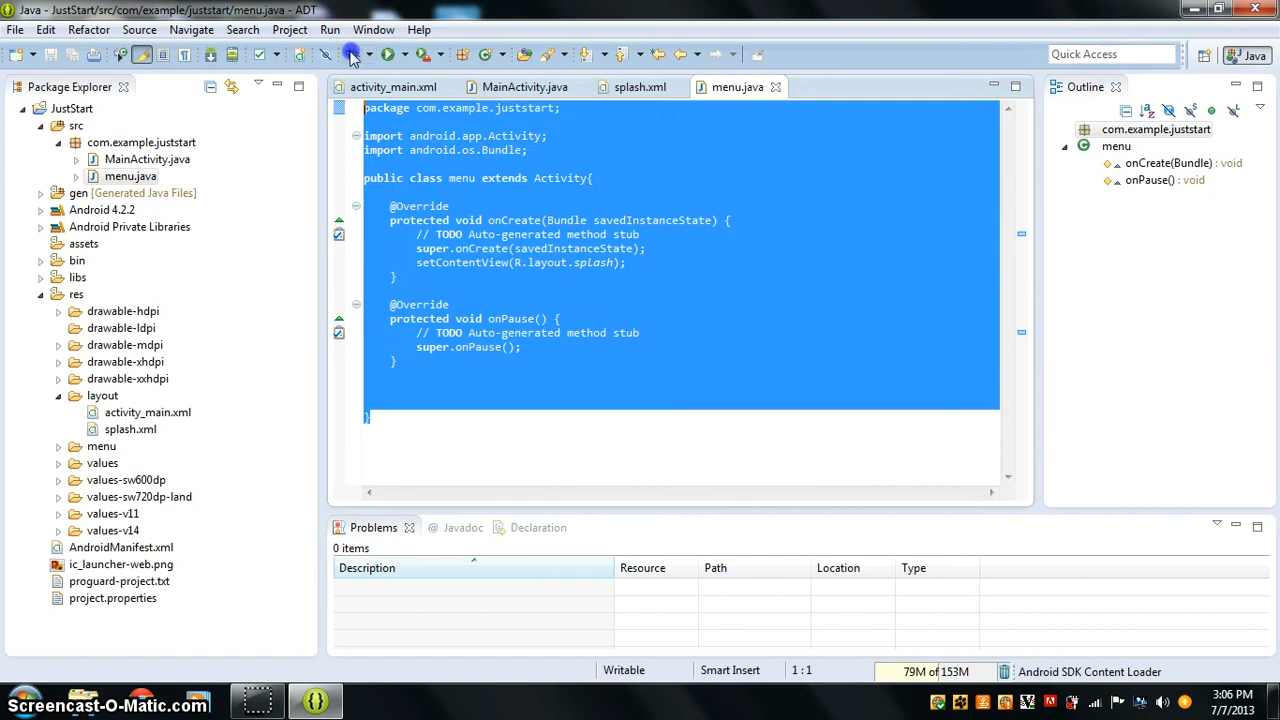 Java - JustStart/src/com/example/juststart/menu.java - ADT
File Edit Refactor Source Navigate Search Project Run Window Help
Quick Access
Java
Package Explorer
JustStart
src
com.example.juststart
MainActivity.java
menu.java
gen [Generated Java Files]
Android 4.2.2
Android Private Libraries
assets
bin
libs
res
drawable-hdpi
drawable-ldpi
drawable-mdpi
drawable-xhdpi
drawable-xxhdpi
layout
activity_main.xml
splash.xml
menu
values
values-sw600dp
values-sw720dp-land
values-v11
values-v14
AndroidManifest.xml
ic_launcher-web.png
proguard-project.txt
project.properties
activity_main.xml MainActivity.java splash.xml menu.java
package com.example.juststart;
import android.app.Activity;
import android.os.Bundle;
public class menu extends Activity{
@Override
protected void onCreate(Bundle savedInstanceState) {
// TODO Auto-generated method stub
super.onCreate(savedInstanceState);
setContentView(R.layout.splash);
}
@Override
protected void onPause() {
// TODO Auto-generated method stub
super.onPause();
}
}
Outline
com.example.juststart
menu
onCreate(Bundle) : void
onPause() : void
Problems Javadoc Declaration
0 items
Description Resource Path Location Type
Writable Smart Insert 1 : 1 79M of 153M Android SDK Content Loader
Screencast-O-Matic.com
3:06 PM
7/7/2013